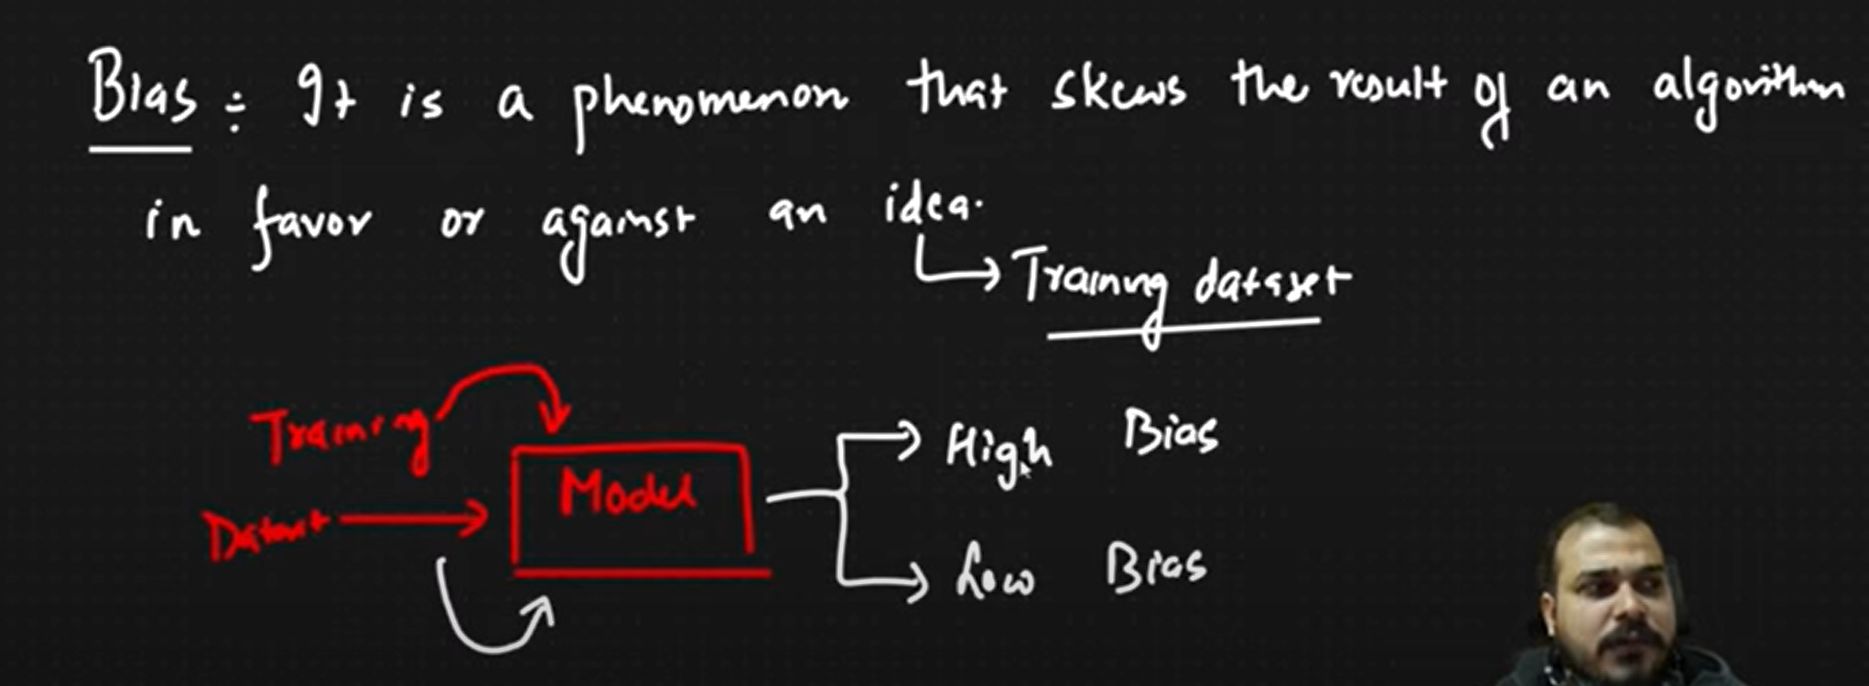 Bias : It is a phenomenon that skews the result of an algorithm
in favor or against an idea.
Training dataset
Training
Dataset
Model
High Bias
Low Bias